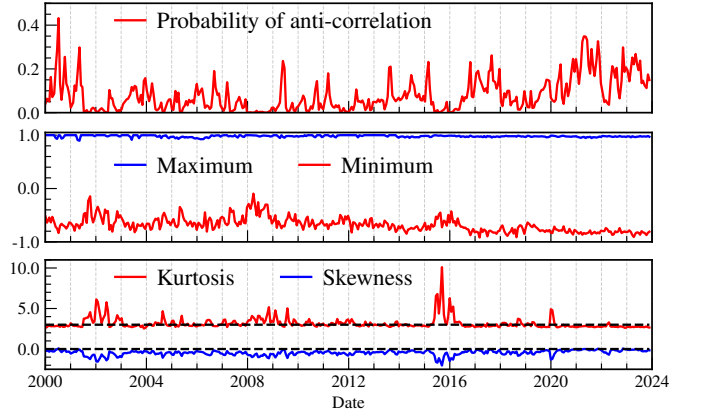 Probability of anti-correlation
0.4
0.2
0.0
1.0
Maximum Minimum
0.0
-1.0
10.0
Kurtosis Skewness
5.0
0.0
2000 2004 2008 2012 2016 2020 2024
Date